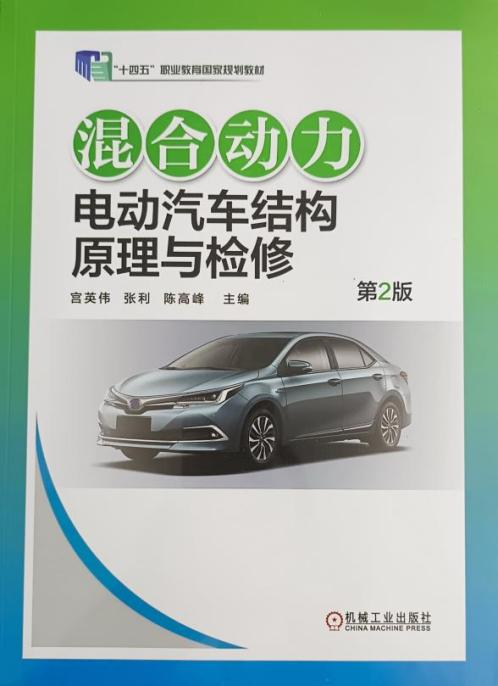 “十四五”职业教育国家规划教材
混合动力
电动汽车结构
原理与检修
宫英伟 张利 陈高峰 主编
第2版
机械工业出版社
CHINA MACHINE PRESS